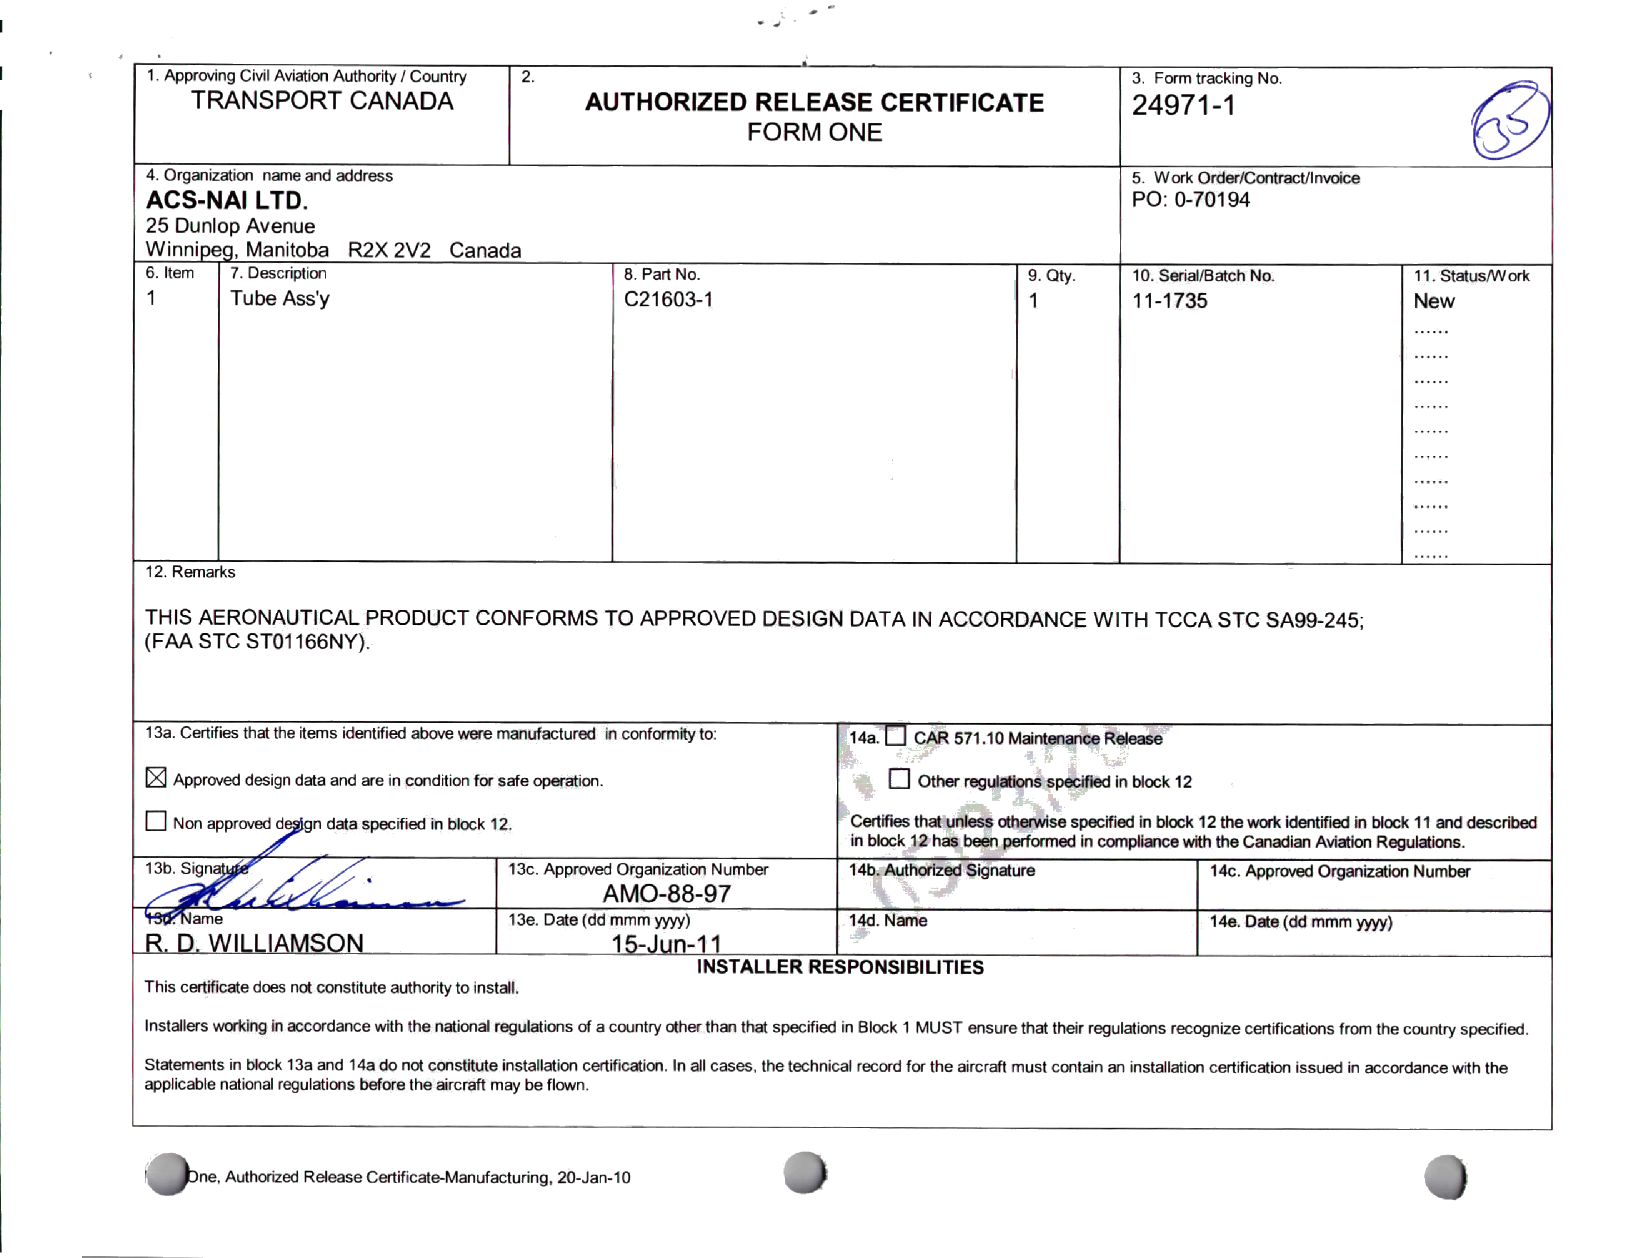 1. Approving Civil Aviation Authority / Country
TRANSPORT CANADA
2.
AUTHORIZED RELEASE CERTIFICATE
FORM ONE
3. Form tracking No.
24971-1
4. Organization name and address
ACS-NAI LTD.
25 Dunlop Avenue
Winnipeg, Manitoba R2X 2V2 Canada
5. Work Order/Contract/Invoice
PO: 0-70194
6. Item
1
7. Description
Tube Ass'y
8. Part No.
C21603-1
9. Qty.
1
10. Serial/Batch No.
11-1735
11. Status/Work
New
......
......
......
......
......
......
......
......
......
......
12. Remarks
THIS AERONAUTICAL PRODUCT CONFORMS TO APPROVED DESIGN DATA IN ACCORDANCE WITH TCCA STC SA99-245;
(FAA STC ST01166NY).
13a. Certifies that the items identified above were manufactured in conformity to:
Approved design data and are in condition for safe operation.
Non approved design data specified in block 12.
14a. CAR 571.10 Maintenance Release
Other regulations specified in block 12
Certifies that unless otherwise specified in block 12 the work identified in block 11 and described
in block 12 has been performed in compliance with the Canadian Aviation Regulations.
13b. Signature
13c. Approved Organization Number
AMO-88-97
14b. Authorized Signature
14c. Approved Organization Number
13d. Name
R. D. WILLIAMSON
13e. Date (dd mmm yyyy)
15-Jun-11
14d. Name
14e. Date (dd mmm yyyy)
INSTALLER RESPONSIBILITIES
This certificate does not constitute authority to install.
Installers working in accordance with the national regulations of a country other than that specified in Block 1 MUST ensure that their regulations recognize certifications from the country specified.
Statements in block 13a and 14a do not constitute installation certification. In all cases, the technical record for the aircraft must contain an installation certification issued in accordance with the
applicable national regulations before the aircraft may be flown.
One, Authorized Release Certificate-Manufacturing, 20-Jan-10